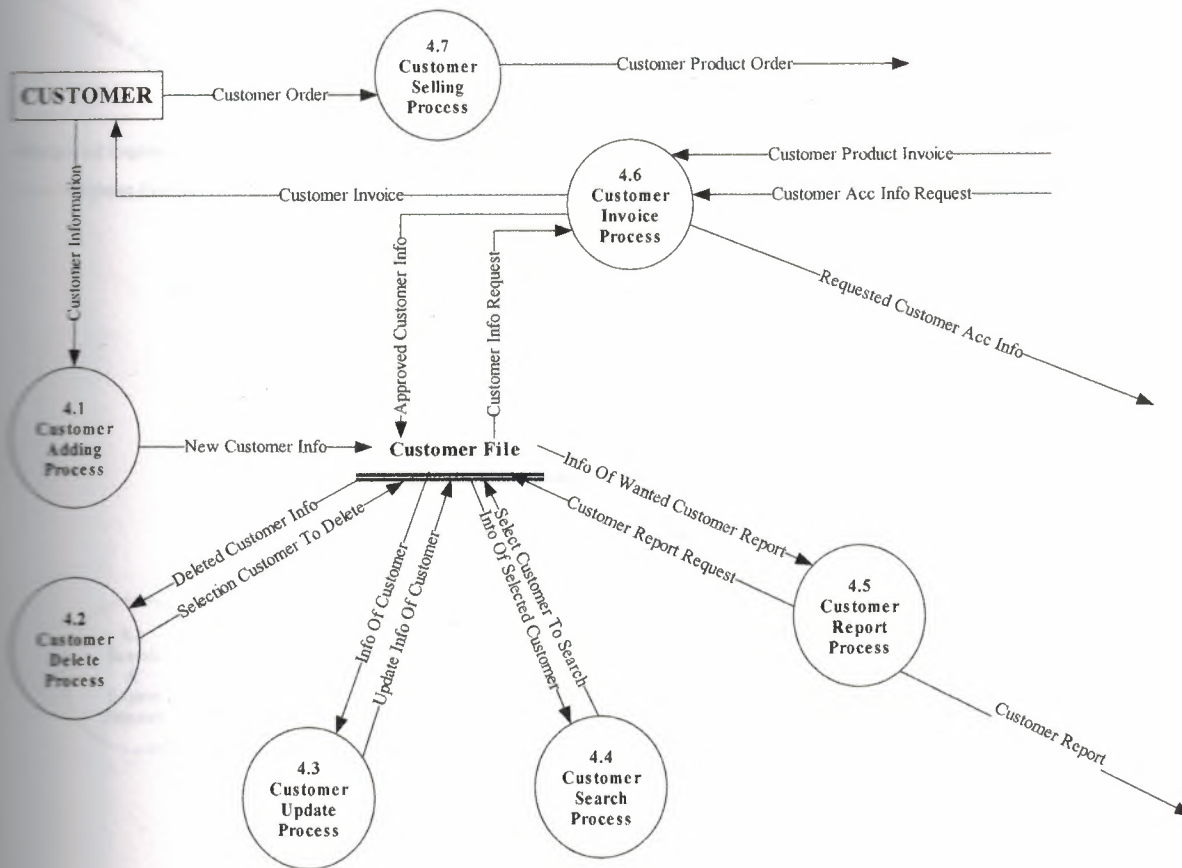 4.7
Customer
Selling
Process
Customer Product Order
CUSTOMER
Customer Order
Customer Product Invoice
4.6
Customer
Invoice
Process
Customer Invoice
Customer Acc Info Request
Customer Information
Approved Customer Info
Customer Info Request
Requested Customer Acc Info
4.1
Customer
Adding
Process
New Customer Info
Customer File
Info Of Wanted Customer Report
Customer Report Request
Deleted Customer Info
Selection Customer To Delete
Info Of Customer
Update Info Of Customer
Select Customer To Search
Info Of Selected Customer
4.2
Customer
Delete
Process
4.5
Customer
Report
Process
Customer Report
4.3
Customer
Update
Process
4.4
Customer
Search
Process